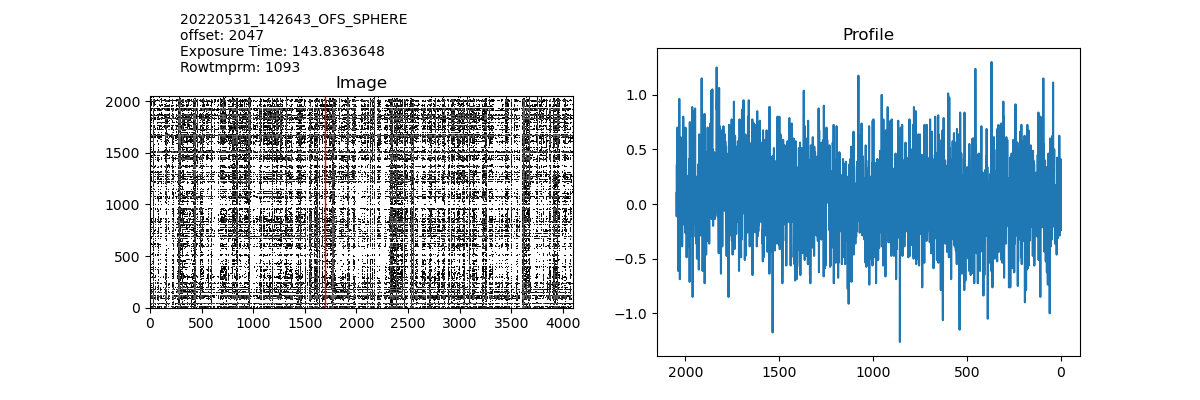 20220531_142643_OFS_SPHERE
offset: 2047
Exposure Time: 143.8363648
Rowtmprm: 1093
Image
2000
1500
1000
500
0
0 500 1000 1500 2000 2500 3000 3500 4000
Profile
1.0
0.5
0.0
−0.5
−1.0
2000 1500 1000 500 0